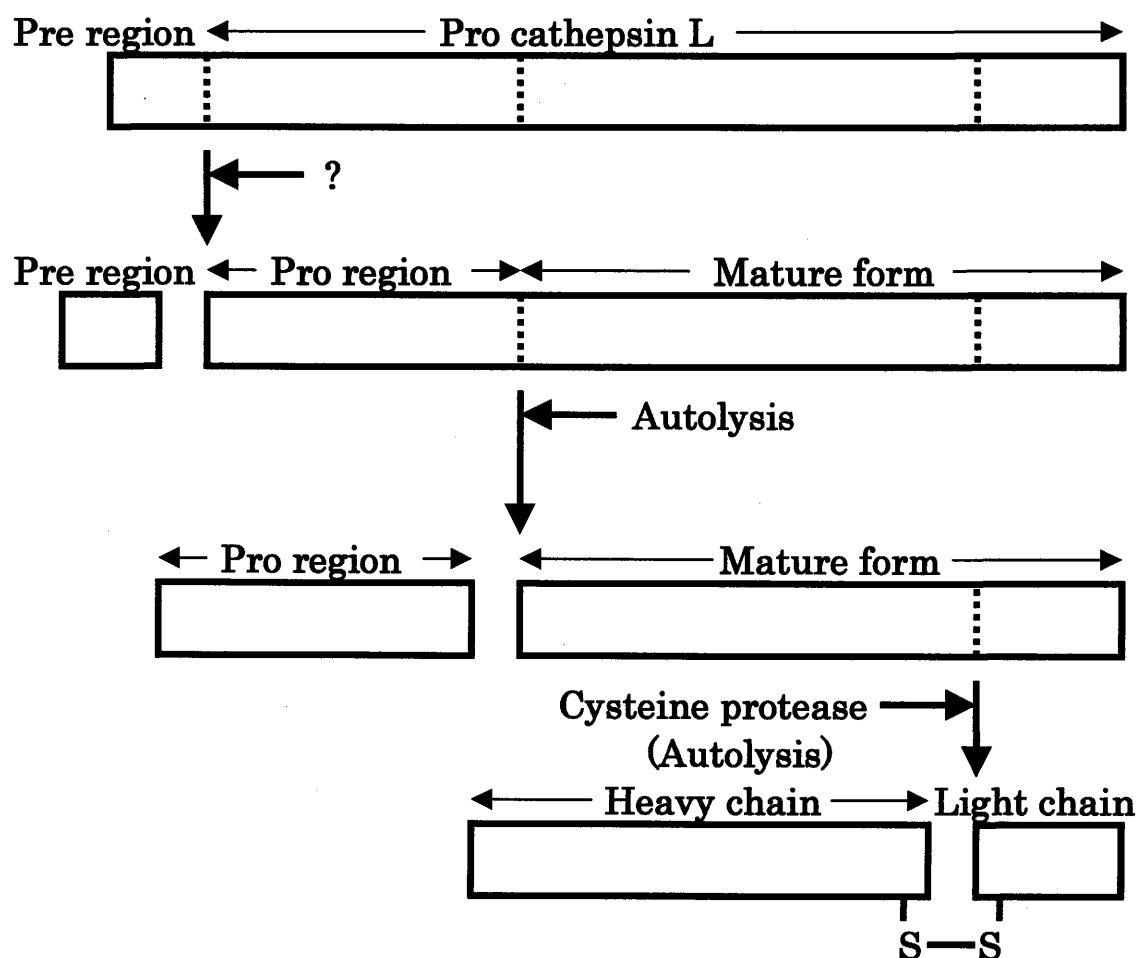 Pre region Pro cathepsin L
?
Pre region Pro region Mature form
Autolysis
Pro region Mature form
Cysteine protease
(Autolysis)
Heavy chain Light chain
S S